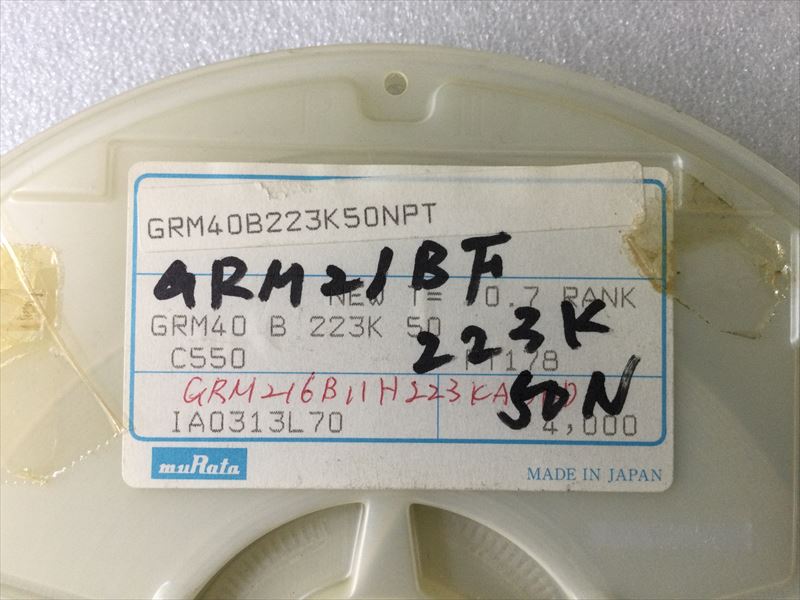 GRM40B223K50NPT
GRM21BF
NEW T= 0.7 RANK
GRM40 B 223K 50
223K
C550
PT178
GRM216B11H223KA
50N
IA0313L70
4,000
muRata
MADE IN JAPAN